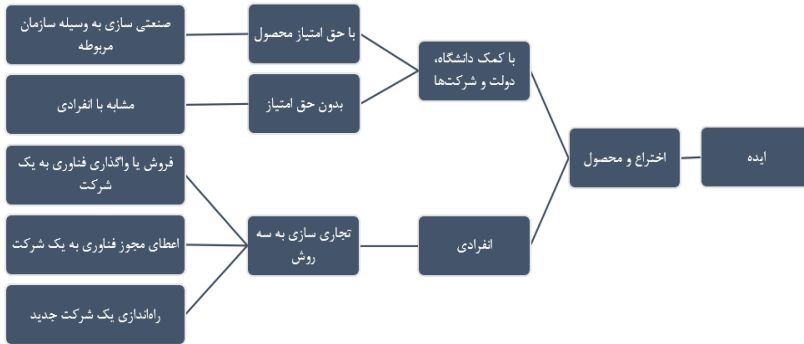 ایده
اختراع و محصول
با کمک دانشگاه،
دولت و شرکت‌ها
با حق امتیاز محصول
صنعتی سازی به وسیله سازمان
مربوطه
بدون حق امتیاز
مشابه با انفرادی
انفرادی
تجاری سازی به سه
روش
فروش یا واگذاری فناوری به یک
شرکت
اعطای مجوز فناوری به یک شرکت
راه‌اندازی یک شرکت جدید